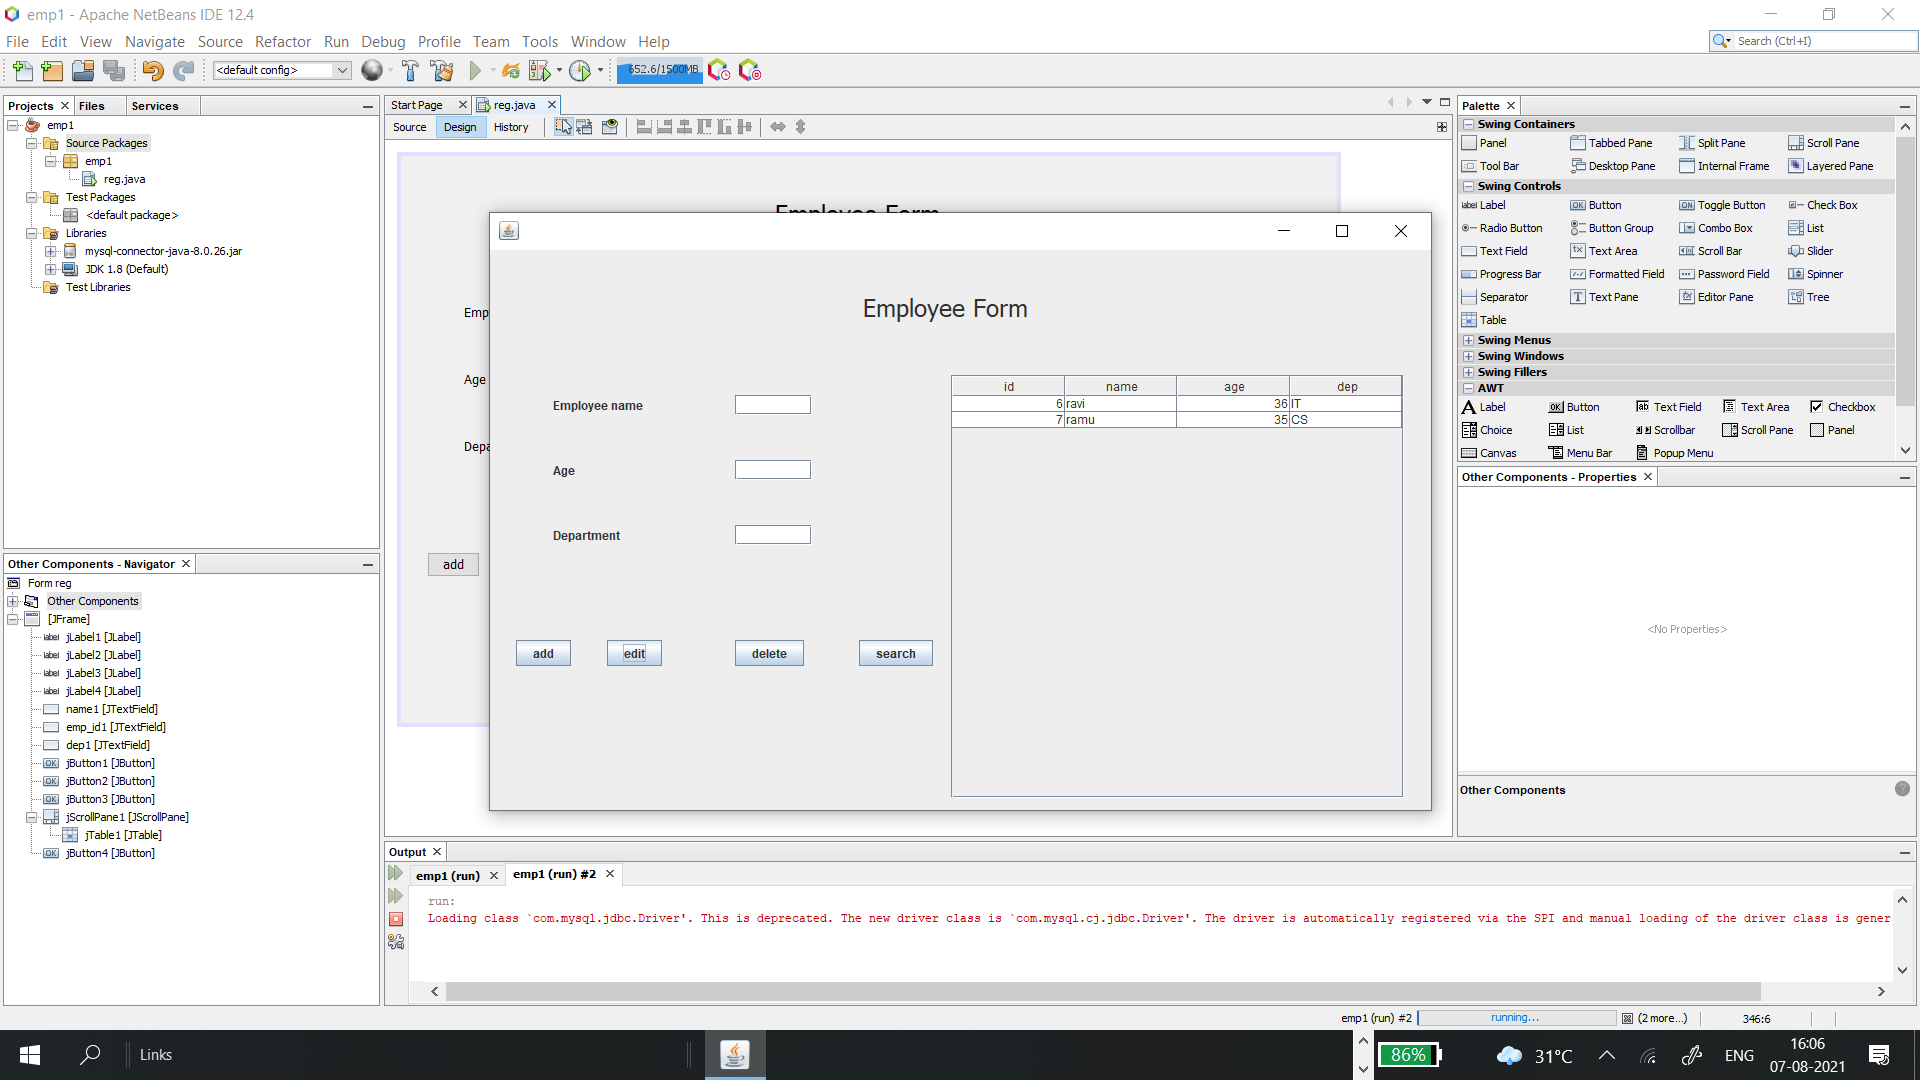 emp1 - Apache NetBeans IDE 12.4
File Edit View Navigate Source Refactor Run Debug Profile Team Tools Window Help
Search (Ctrl+I)
<default config>
652.6/1500MB
Projects Files Services
emp1
Source Packages
emp1
reg.java
Test Packages
<default package>
Libraries
mysql-connector-java-8.0.26.jar
JDK 1.8 (Default)
Test Libraries
Other Components - Navigator
Form reg
Other Components
[JFrame]
jLabel1 [JLabel]
jLabel2 [JLabel]
jLabel3 [JLabel]
jLabel4 [JLabel]
name1 [JTextField]
emp_id1 [JTextField]
dep1 [JTextField]
jButton1 [JButton]
jButton2 [JButton]
jButton3 [JButton]
jScrollPane1 [JScrollPane]
jTable1 [JTable]
jButton4 [JButton]
Start Page reg.java
Source Design History
Employee Form
Emp
Age
Depa
add
Employee Form
Employee name
Age
Department
add edit delete search
id name age dep
6 ravi 36 IT
7 ramu 35 CS
Palette
Swing Containers
Panel Tabbed Pane Split Pane Scroll Pane
Tool Bar Desktop Pane Internal Frame Layered Pane
Swing Controls
Label Button Toggle Button Check Box
Radio Button Button Group Combo Box List
Text Field Text Area Scroll Bar Slider
Progress Bar Formatted Field Password Field Spinner
Separator Text Pane Editor Pane Tree
Table
Swing Menus
Swing Windows
Swing Fillers
AWT
Label Button Text Field Text Area Checkbox
Choice List Scrollbar Scroll Pane Panel
Canvas Menu Bar Popup Menu
Other Components - Properties
<No Properties>
Other Components
Output
emp1 (run) emp1 (run) #2
run:
Loading class `com.mysql.jdbc.Driver'. This is deprecated. The new driver class is `com.mysql.cj.jdbc.Driver'. The driver is automatically registered via the SPI and manual loading of the driver class is gener
emp1 (run) #2 running... (2 more...) 346:6
Links
86%
31°C
ENG
16:06
07-08-2021